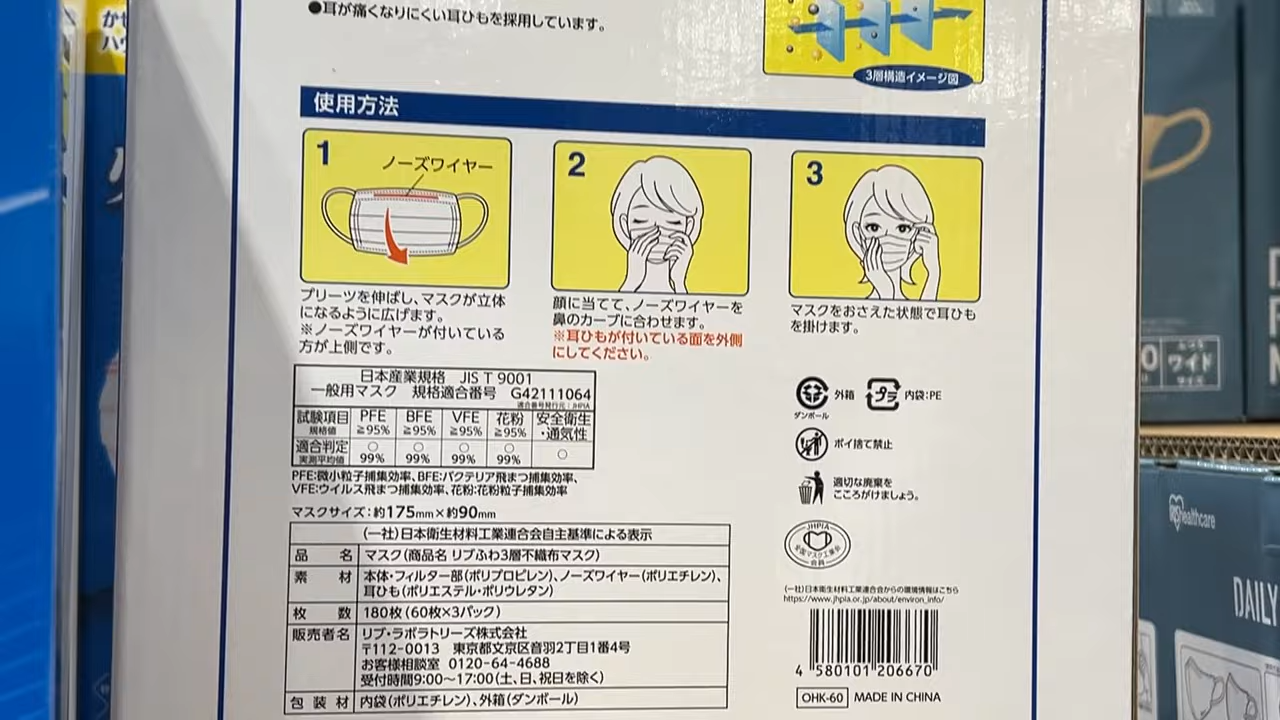 ●耳が痛くなりにくい耳ひもを採用しています。
3層構造イメージ図
使用方法
1
ノーズワイヤー
プリーツを伸ばし、マスクが立体
になるように広げます。
※ノーズワイヤーが付いている
方が上側です。
2
顔に当てて、ノーズワイヤーを
鼻のカーブに合わせます。
※耳ひもが付いている面を外側
にしてください。
3
マスクをおさえた状態で耳ひも
を掛けます。
日本産業規格 JIS T 9001
一般用マスク 規格適合番号 G42111064
適合番号発行元:JHPIA
試験項目 規格値 PFE ≧95% BFE ≧95% VFE ≧95% 花粉 ≧95% 安全衛生・通気性
適合判定 実測平均値 ○ 99% ○ 99% ○ 99% ○ 99% ○
PFE:微小粒子捕集効率、BFE:バクテリア飛まつ捕集効率、
VFE:ウイルス飛まつ捕集効率、花粉:花粉粒子捕集効率
マスクサイズ:約175mm×約90mm
(一社)日本衛生材料工業連合会自主基準による表示
品名 マスク(商品名 リブふわ3層不織布マスク)
素材 本体・フィルター部(ポリプロピレン)、ノーズワイヤー(ポリエチレン)、
耳ひも(ポリエステル・ポリウレタン)
枚数 180枚(60枚×3パック)
販売者名 リブ・ラボラトリーズ株式会社
〒112-0013 東京都文京区音羽2丁目1番4号
お客様相談室 0120-64-4688
受付時間9:00〜17:00(土、日、祝日を除く)
包装材 内袋(ポリエチレン)、外箱(ダンボール)
ダンボール
外箱
プラ
内袋:PE
ポイ捨て禁止
適切な廃棄を
こころがけましょう。
JHPIA
全国マスク工業会
会員
(一社)日本衛生材料工業連合会からの環境情報はこちら
https://www.jhpia.or.jp/about/environ_info/
4 580101 206670
OHK-60 MADE IN CHINA
かぜ
ハウ
ワイド
healthcare
DAILY